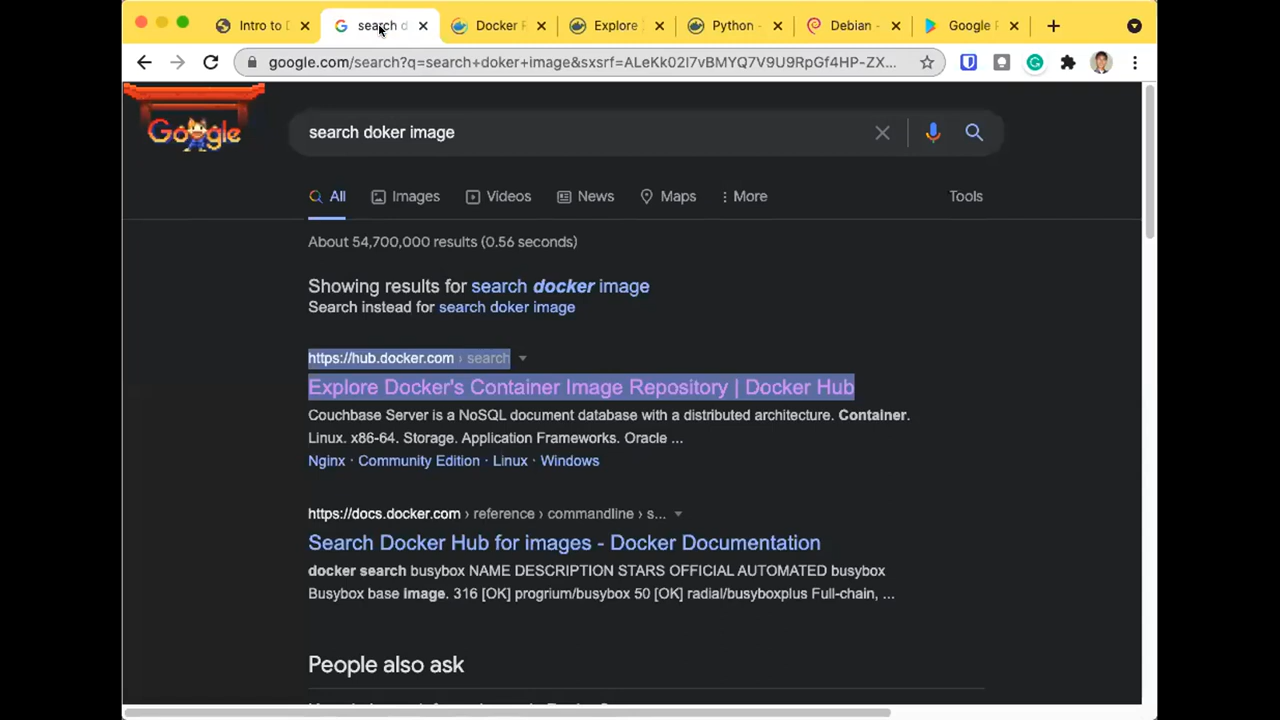 Intro to D
search d
Docker F
Explore
Python -
Debian -
Google P
google.com/search?q=search+doker+image&sxsrf=ALeKk02I7vBMYQ7V9U9RpGf4HP-ZX...
Google
search doker image
All
Images
Videos
News
Maps
More
Tools
About 54,700,000 results (0.56 seconds)
Showing results for search docker image
Search instead for search doker image
https://hub.docker.com › search
Explore Docker's Container Image Repository | Docker Hub
Couchbase Server is a NoSQL document database with a distributed architecture. Container.
Linux. x86-64. Storage. Application Frameworks. Oracle ...
Nginx · Community Edition · Linux · Windows
https://docs.docker.com › reference › commandline › s...
Search Docker Hub for images - Docker Documentation
docker search busybox NAME DESCRIPTION STARS OFFICIAL AUTOMATED busybox
Busybox base image. 316 [OK] progrium/busybox 50 [OK] radial/busyboxplus Full-chain, ...
People also ask